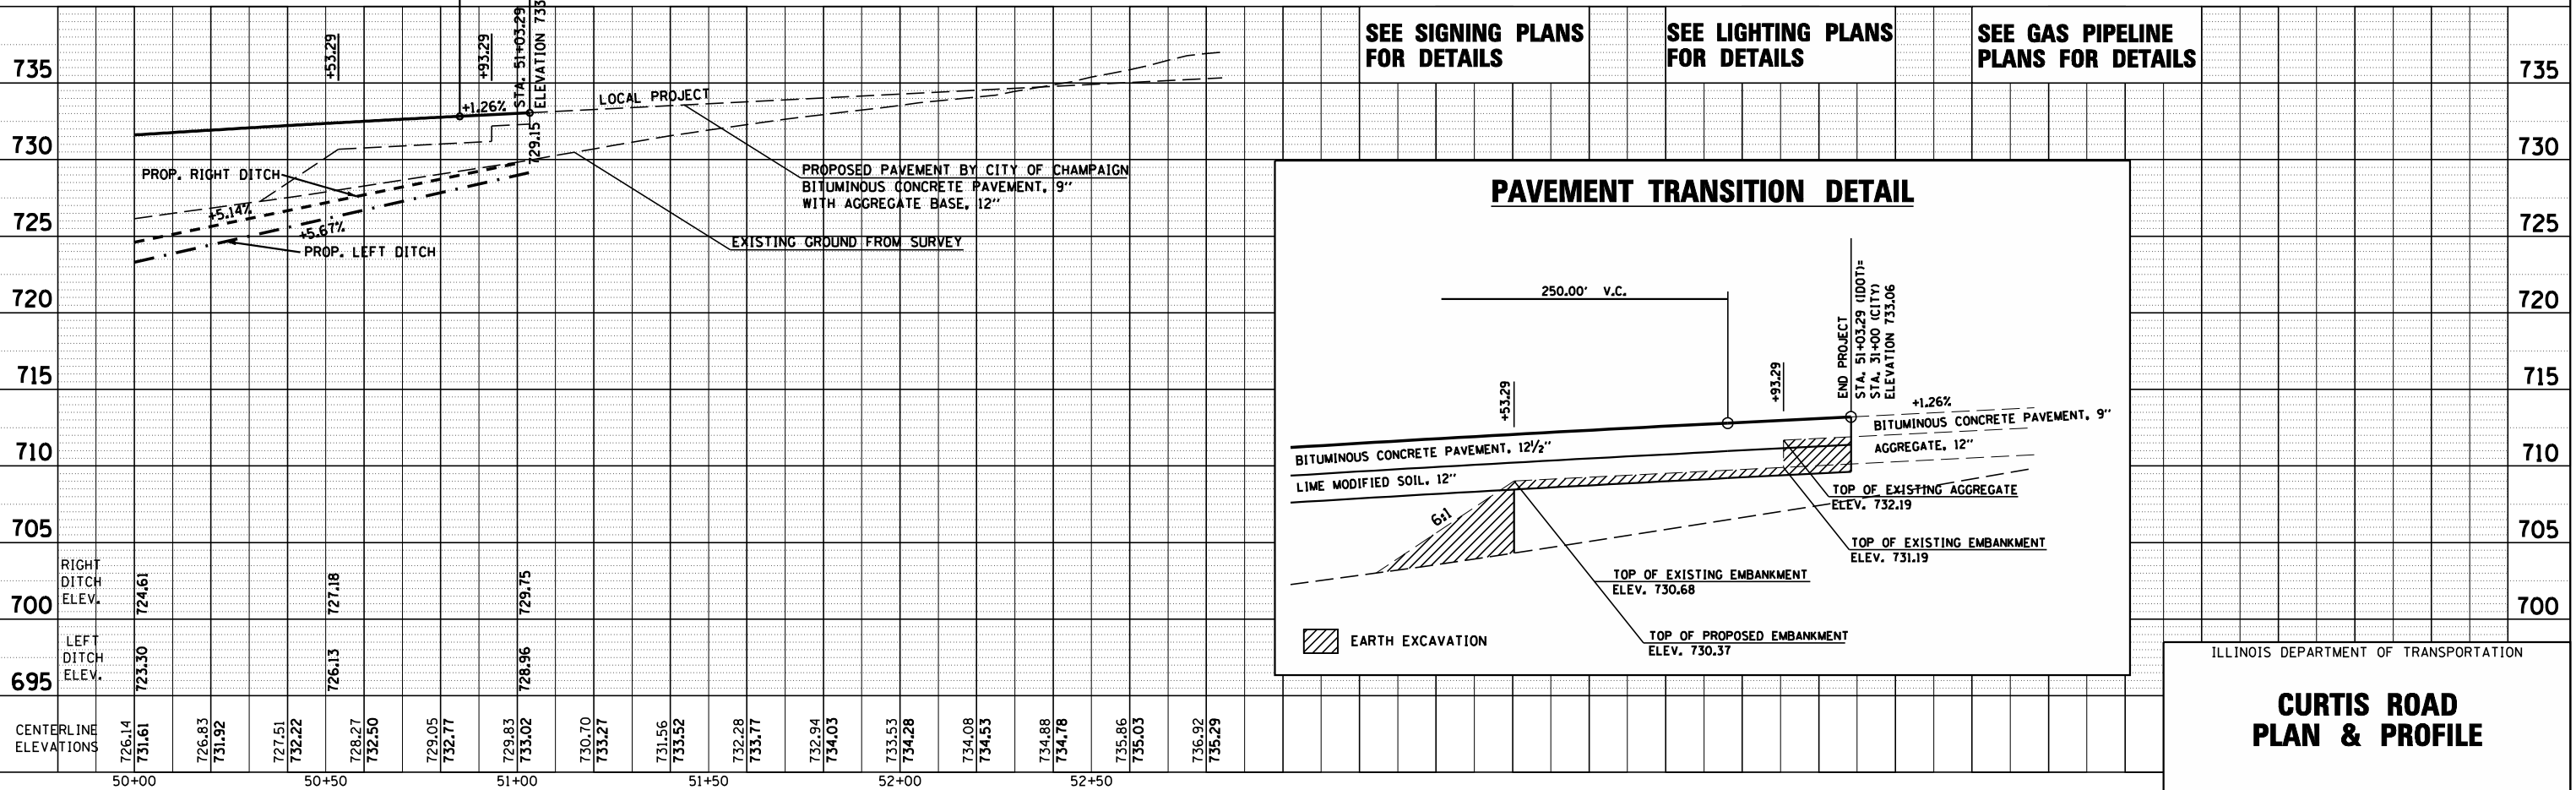 SEE SIGNING PLANS
FOR DETAILS
SEE LIGHTING PLANS
FOR DETAILS
SEE GAS PIPELINE
PLANS FOR DETAILS
735
730
725
720
715
710
705
700
695
735
730
725
720
715
710
705
700
+53.29
+93.29
STA. 51+03.29
ELEVATION 733
+1.26%
729.15
LOCAL PROJECT
PROP. RIGHT DITCH
+5.14%
+5.67%
PROP. LEFT DITCH
PROPOSED PAVEMENT BY CITY OF CHAMPAIGN
BITUMINOUS CONCRETE PAVEMENT, 9"
WITH AGGREGATE BASE, 12"
EXISTING GROUND FROM SURVEY
PAVEMENT TRANSITION DETAIL
250.00' V.C.
+53.29
+93.29
END PROJECT
STA. 51+03.29 (IDOT)=
STA. 31+00 (CITY)
ELEVATION 733.06
+1.26%
BITUMINOUS CONCRETE PAVEMENT, 9"
AGGREGATE, 12"
BITUMINOUS CONCRETE PAVEMENT, 12½"
LIME MODIFIED SOIL, 12"
6:1
TOP OF EXISTING AGGREGATE
ELEV. 732.19
TOP OF EXISTING EMBANKMENT
ELEV. 731.19
TOP OF EXISTING EMBANKMENT
ELEV. 730.68
TOP OF PROPOSED EMBANKMENT
ELEV. 730.37
EARTH EXCAVATION
RIGHT
DITCH
ELEV.
724.61
727.18
729.75
LEFT
DITCH
ELEV.
723.30
726.13
728.96
CENTERLINE
ELEVATIONS
726.14
731.61
726.83
731.92
727.51
732.22
728.27
732.50
729.05
732.77
729.83
733.02
730.70
733.27
731.56
733.52
732.28
733.77
732.94
734.03
733.53
734.28
734.08
734.53
734.88
734.78
735.86
735.03
736.92
735.29
50+00
50+50
51+00
51+50
52+00
52+50
ILLINOIS DEPARTMENT OF TRANSPORTATION
CURTIS ROAD
PLAN & PROFILE